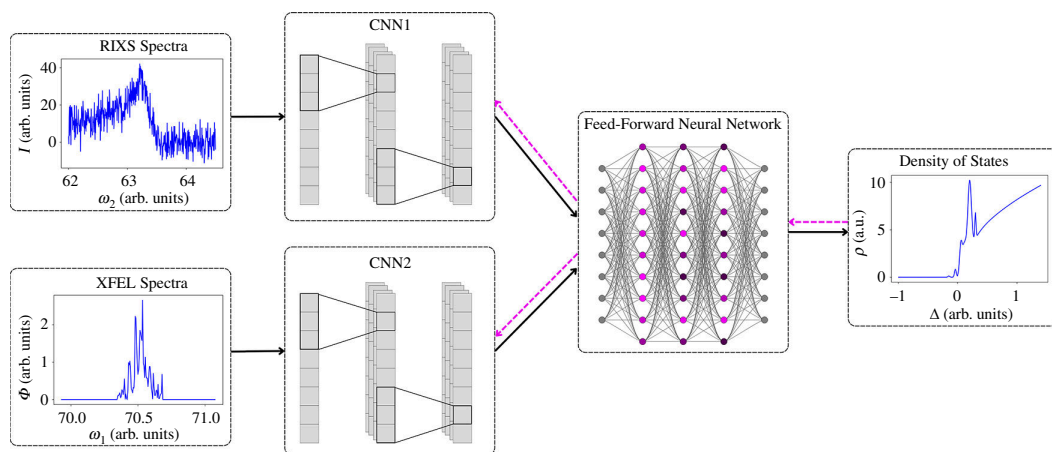 RIXS Spectra
I (arb. units)
40
20
0
62 63 64
ω₂ (arb. units)
CNN1
XFEL Spectra
Φ (arb. units)
2
1
0
70.0 70.5 71.0
ω₁ (arb. units)
CNN2
Feed-Forward Neural Network
Density of States
ρ (a.u.)
10
5
0
−1 0 1
Δ (arb. units)